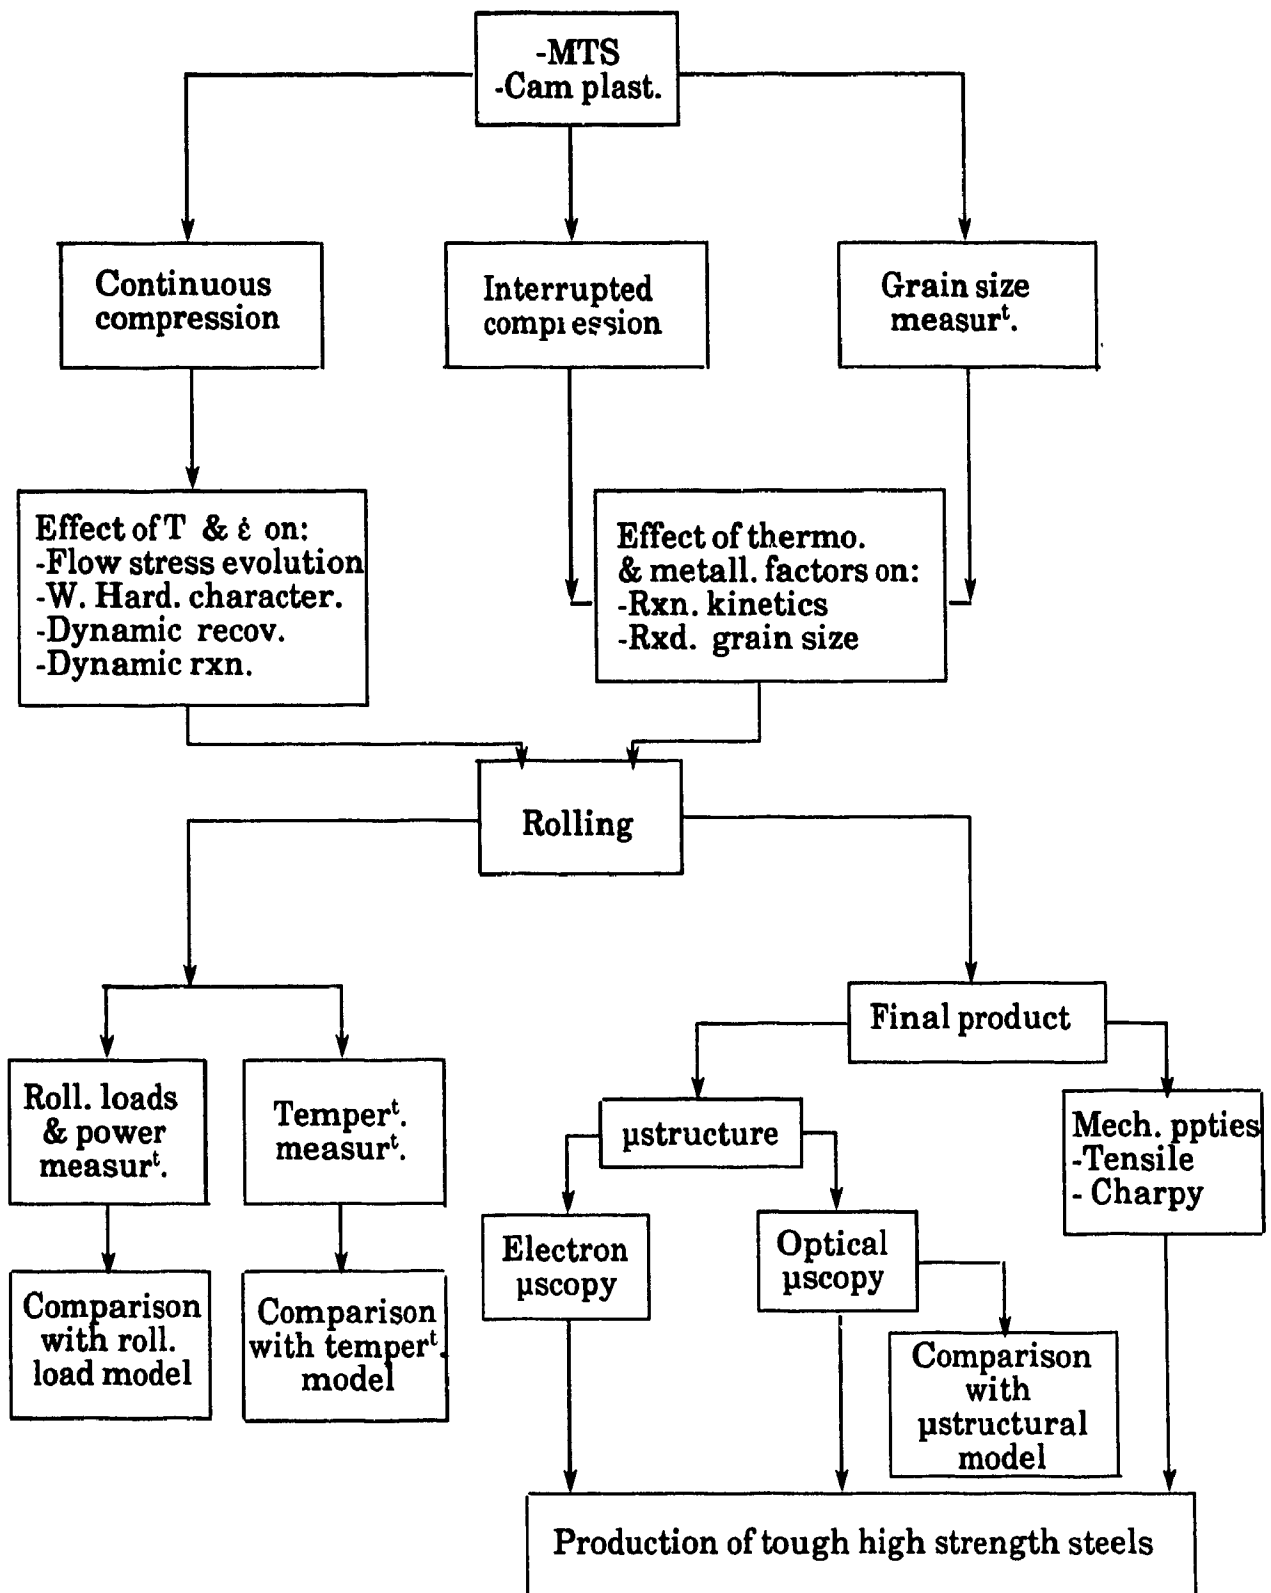 -MTS
-Cam plast.
Continuous
compression
Interrupted
compression
Grain size
measurᵗ.
Effect of T & ε̇ on:
-Flow stress evolution
-W. Hard. character.
-Dynamic recov.
-Dynamic rxn.
Effect of thermo.
& metall. factors on:
-Rxn. kinetics
-Rxd. grain size
Rolling
Final product
Roll. loads
& power
measurᵗ.
Temperᵗ.
measurᵗ.
µstructure
Mech. ppties
-Tensile
- Charpy
Electron
µscopy
Optical
µscopy
Comparison
with roll.
load model
Comparison
with temperᵗ.
model
Comparison
with
µstructural
model
Production of tough high strength steels